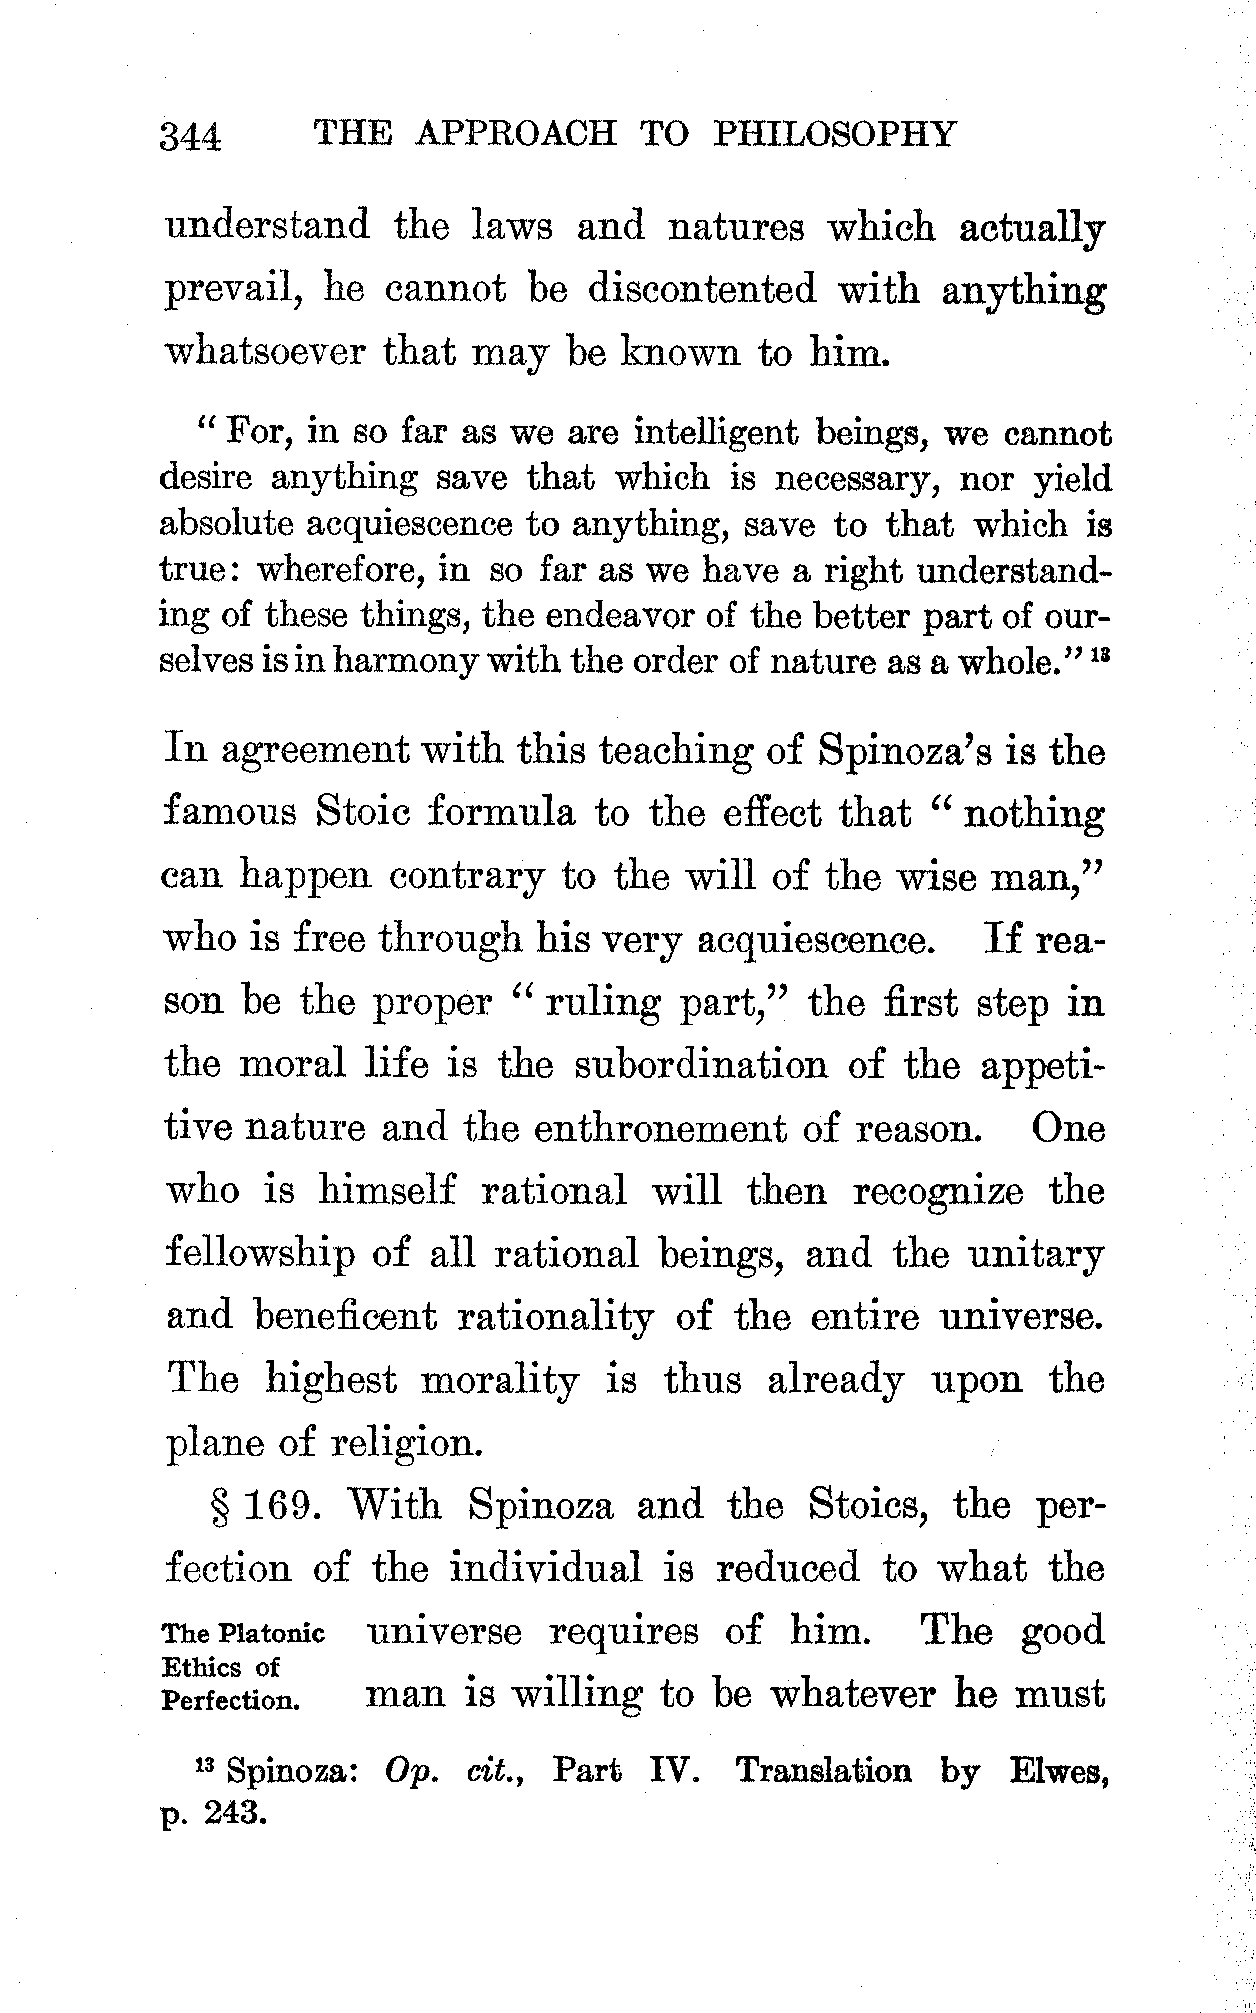 344 THE APPROACH TO PHILOSOPHY
understand the laws and natures which actually
prevail, he cannot be discontented with anything
whatsoever that may be known to him.
“ For, in so far as we are intelligent beings, we cannot
desire anything save that which is necessary, nor yield
absolute acquiescence to anything, save to that which is
true: wherefore, in so far as we have a right understand-
ing of these things, the endeavor of the better part of our-
selves is in harmony with the order of nature as a whole.” 13
In agreement with this teaching of Spinoza’s is the
famous Stoic formula to the effect that “ nothing
can happen contrary to the will of the wise man,”
who is free through his very acquiescence. If rea-
son be the proper “ ruling part,” the first step in
the moral life is the subordination of the appeti-
tive nature and the enthronement of reason. One
who is himself rational will then recognize the
fellowship of all rational beings, and the unitary
and beneficent rationality of the entire universe.
The highest morality is thus already upon the
plane of religion.
§ 169. With Spinoza and the Stoics, the per-
fection of the individual is reduced to what the
The Platonic
Ethics of
Perfection.
universe requires of him. The good
man is willing to be whatever he must
13 Spinoza: Op. cit., Part IV. Translation by Elwes,
p. 243.